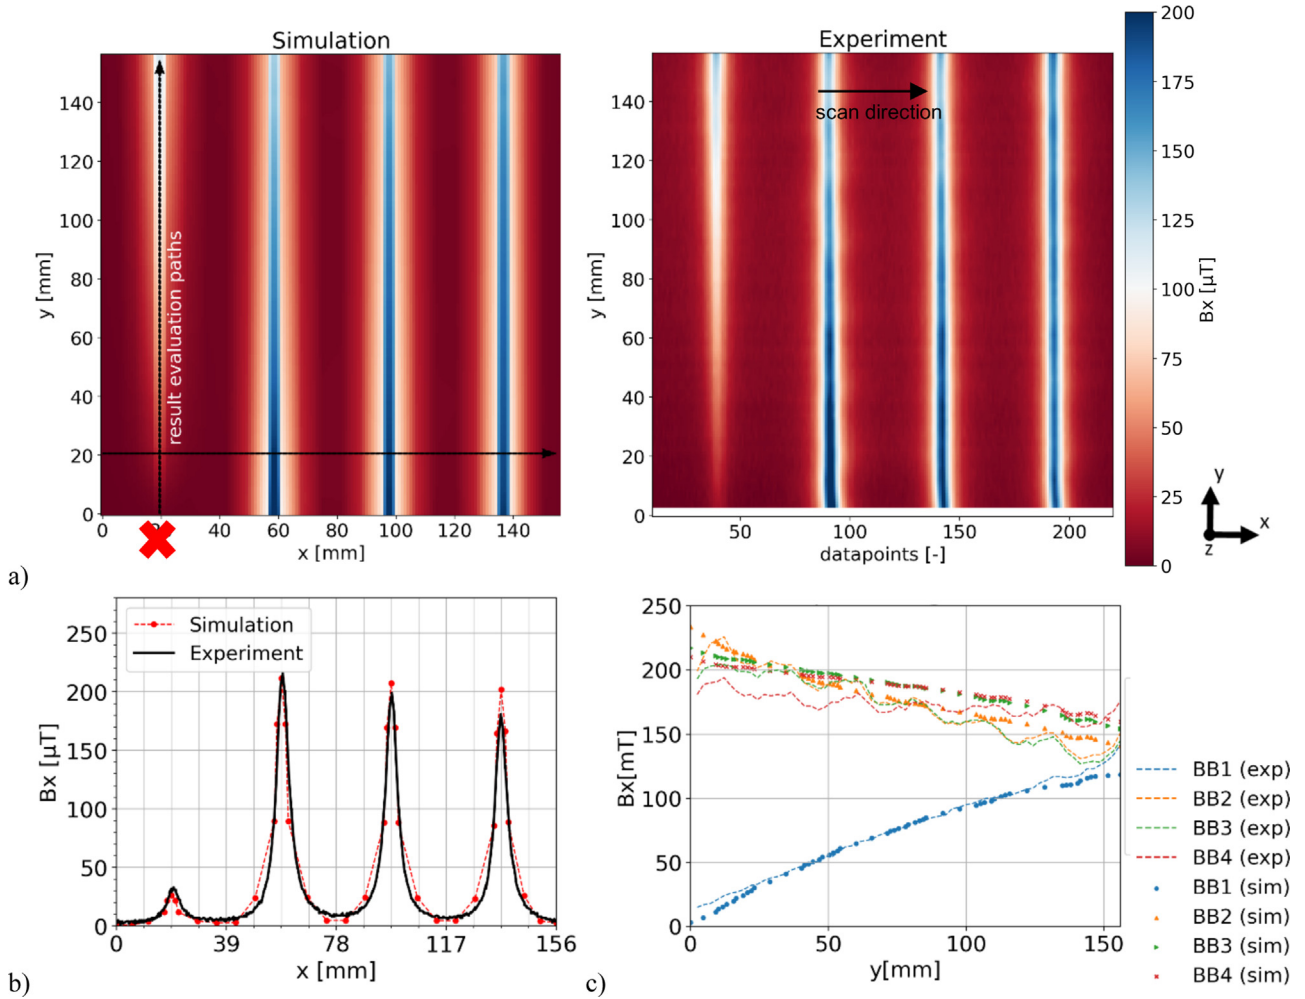 Simulation
Experiment
y [mm]
140
120
100
80
60
40
20
0
result evaluation paths
0
40
60
80
100
120
140
x [mm]
y [mm]
140
120
100
80
60
40
20
0
scan direction
50
100
150
200
datapoints [-]
200
175
150
125
100
75
50
25
0
Bx [µT]
y
x
z
a)
Bx [µT]
250
200
150
100
50
0
Simulation
Experiment
0
39
78
117
156
x [mm]
b)
Bx[mT]
250
200
150
100
50
0
0
50
100
150
y[mm]
BB1 (exp)
BB2 (exp)
BB3 (exp)
BB4 (exp)
BB1 (sim)
BB2 (sim)
BB3 (sim)
BB4 (sim)
c)